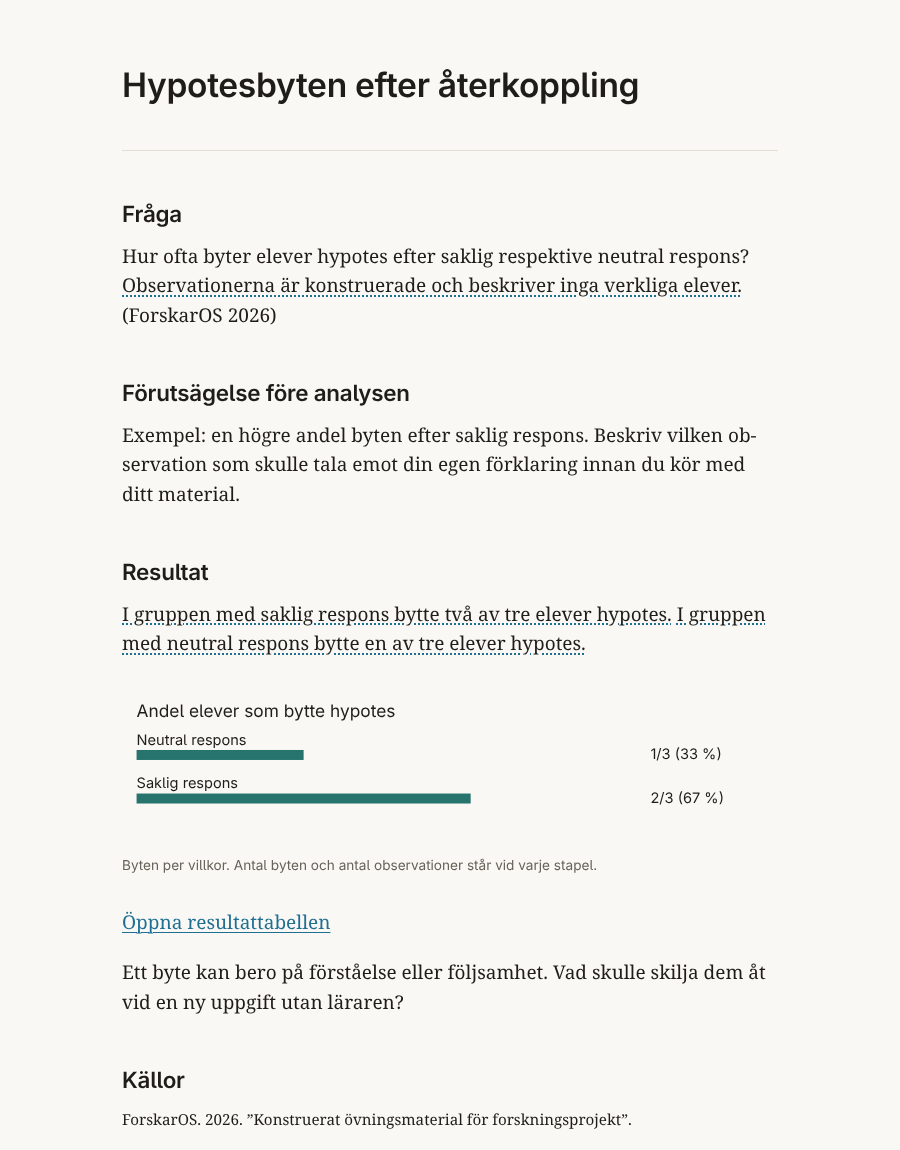 Hypotesbyten efter återkoppling
Fråga
Hur ofta byter elever hypotes efter saklig respektive neutral respons?
Observationerna är konstruerade och beskriver inga verkliga elever.
(ForskarOS 2026)
Förutsägelse före analysen
Exempel: en högre andel byten efter saklig respons. Beskriv vilken ob-
servation som skulle tala emot din egen förklaring innan du kör med
ditt material.
Resultat
I gruppen med saklig respons bytte två av tre elever hypotes. I gruppen
med neutral respons bytte en av tre elever hypotes.
Andel elever som bytte hypotes
Neutral respons
1/3 (33 %)
Saklig respons
2/3 (67 %)
Byten per villkor. Antal byten och antal observationer står vid varje stapel.
Öppna resultattabellen
Ett byte kan bero på förståelse eller följsamhet. Vad skulle skilja dem åt
vid en ny uppgift utan läraren?
Källor
ForskarOS. 2026. ”Konstruerat övningsmaterial för forskningsprojekt”.